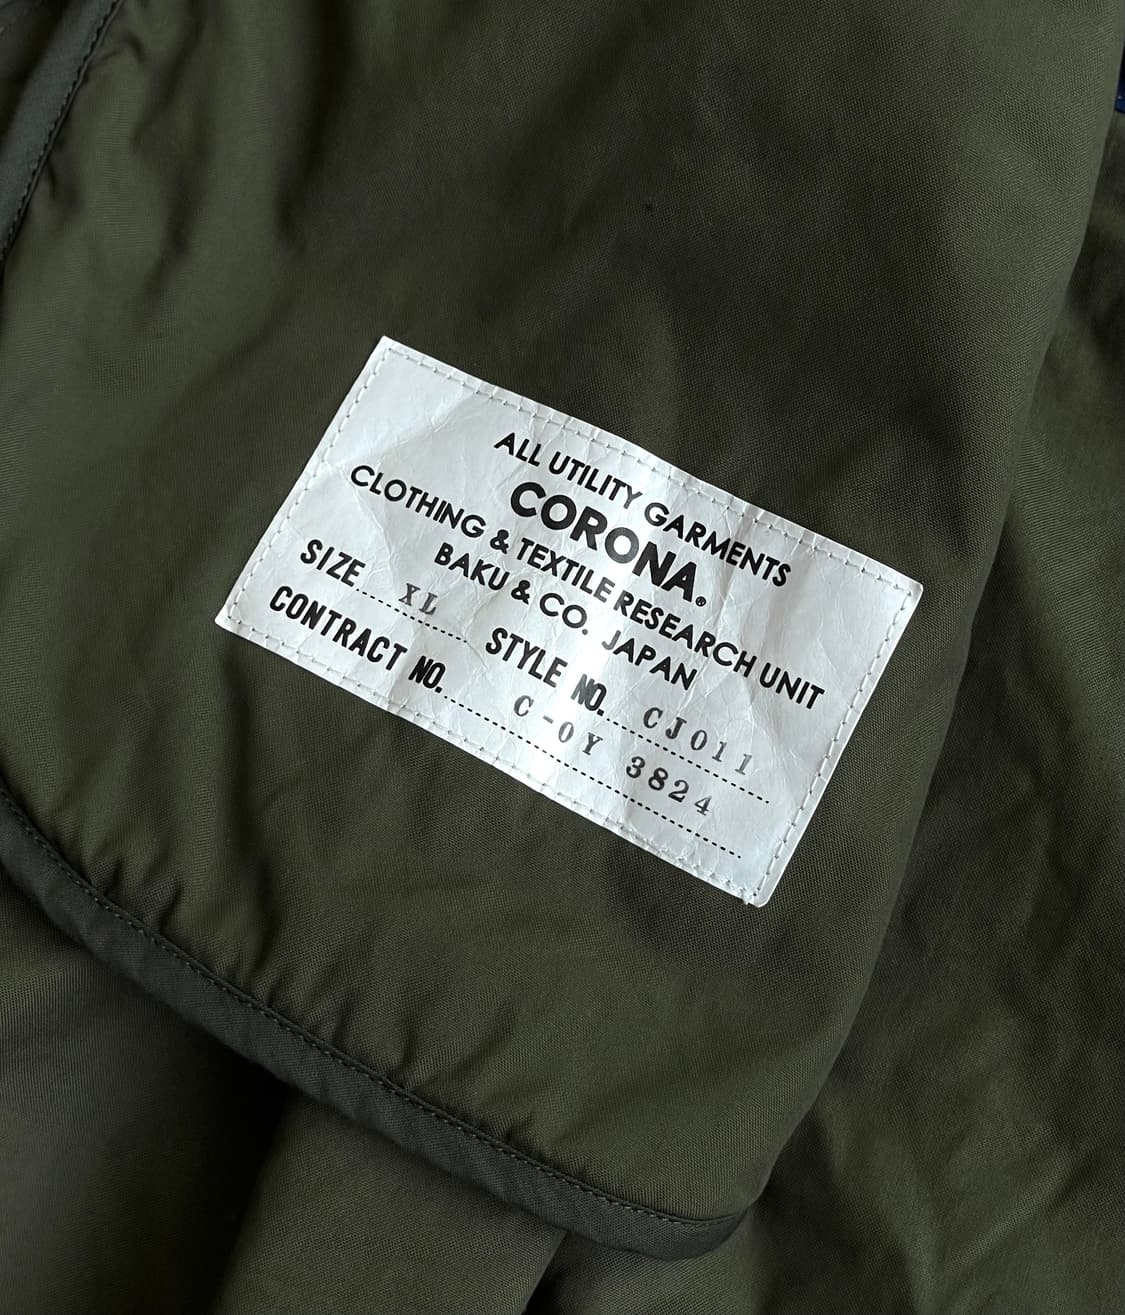 ALL UTILITY GARMENTS
CORONA®
CLOTHING & TEXTILE RESEARCH UNIT
BAKU & CO. JAPAN
SIZE XL STYLE NO. CJ011
CONTRACT NO. C-0Y 3824